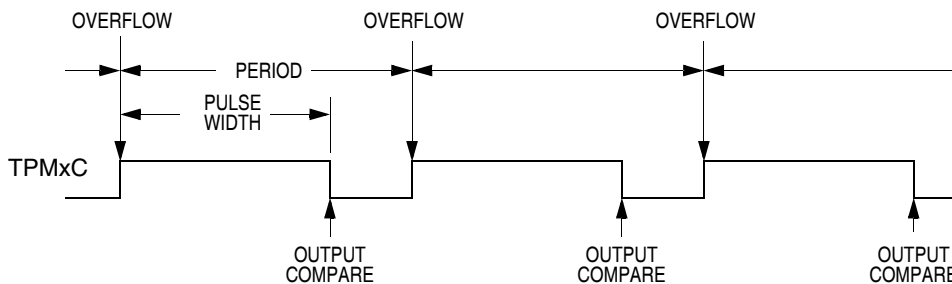 OVERFLOW
OVERFLOW
OVERFLOW
PERIOD
PULSE
WIDTH
TPMxC
OUTPUT
COMPARE
OUTPUT
COMPARE
OUTPUT
COMPARE